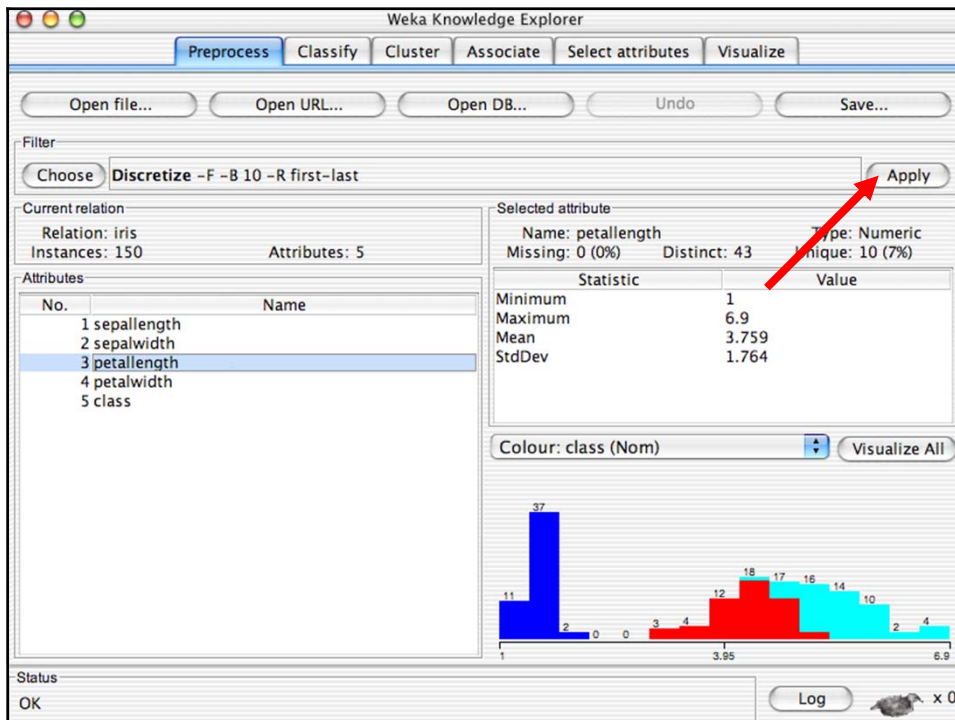 Weka Knowledge Explorer
Preprocess Classify Cluster Associate Select attributes Visualize
Open file... Open URL... Open DB... Undo Save...
Filter
Choose Discretize -F -B 10 -R first-last Apply
Current relation
Relation: iris
Instances: 150 Attributes: 5
Attributes
No. Name
1 sepallength
2 sepalwidth
3 petallength
4 petalwidth
5 class
Selected attribute
Name: petallength Type: Numeric
Missing: 0 (0%) Distinct: 43 Unique: 10 (7%)
Statistic Value
Minimum 1
Maximum 6.9
Mean 3.759
StdDev 1.764
Colour: class (Nom) Visualize All
11 37 2 0 0 3 4 12 18 17 16 14 10 2 4
1 3.95 6.9
Status
OK Log x 0